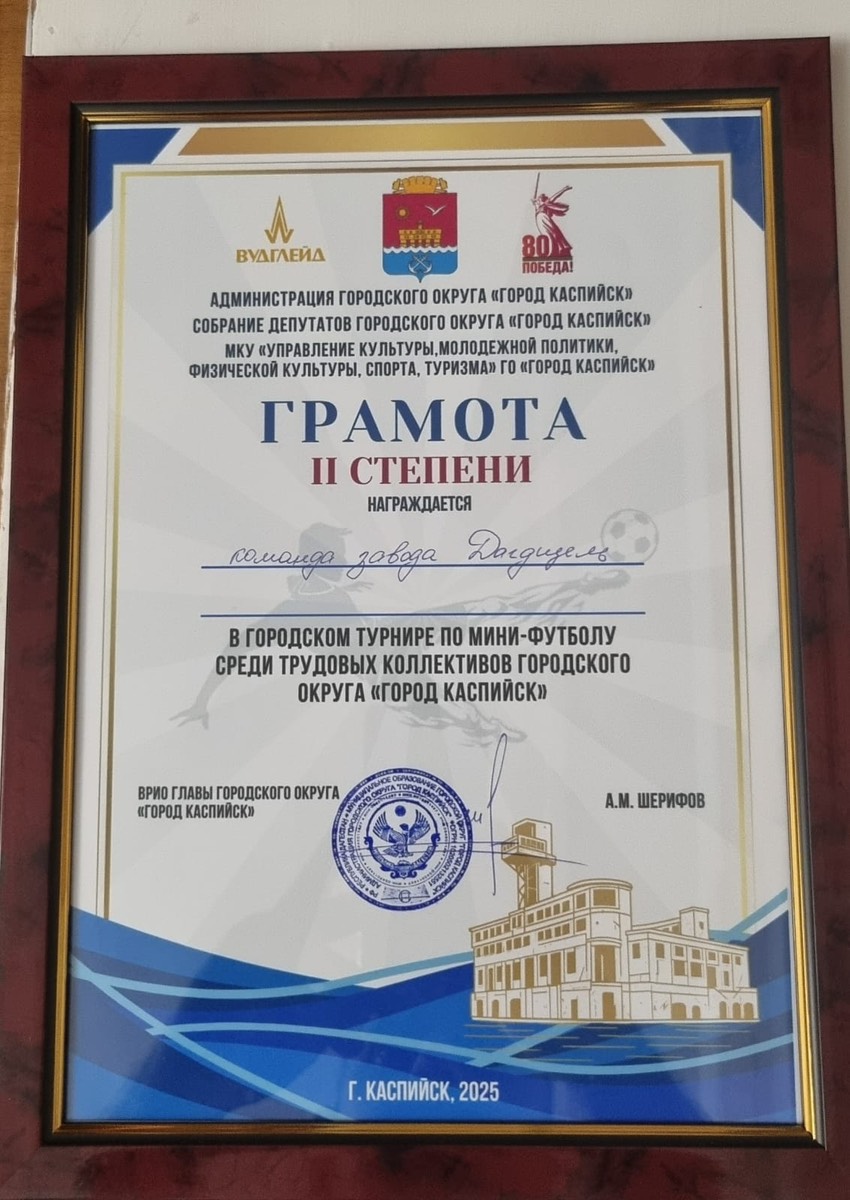 ВУДГЛЕЙД
80
ПОБЕДА!
АДМИНИСТРАЦИЯ ГОРОДСКОГО ОКРУГА «ГОРОД КАСПИЙСК»
СОБРАНИЕ ДЕПУТАТОВ ГОРОДСКОГО ОКРУГА «ГОРОД КАСПИЙСК»
МКУ «УПРАВЛЕНИЕ КУЛЬТУРЫ,МОЛОДЕЖНОЙ ПОЛИТИКИ,
ФИЗИЧЕСКОЙ КУЛЬТУРЫ, СПОРТА, ТУРИЗМА» ГО «ГОРОД КАСПИЙСК»
ГРАМОТА
II СТЕПЕНИ
НАГРАЖДАЕТСЯ
команда завода Дагдизель
В ГОРОДСКОМ ТУРНИРЕ ПО МИНИ-ФУТБОЛУ
СРЕДИ ТРУДОВЫХ КОЛЛЕКТИВОВ ГОРОДСКОГО
ОКРУГА «ГОРОД КАСПИЙСК»
ВРИО ГЛАВЫ ГОРОДСКОГО ОКРУГА
«ГОРОД КАСПИЙСК»
А.М. ШЕРИФОВ
Г. КАСПИЙСК, 2025